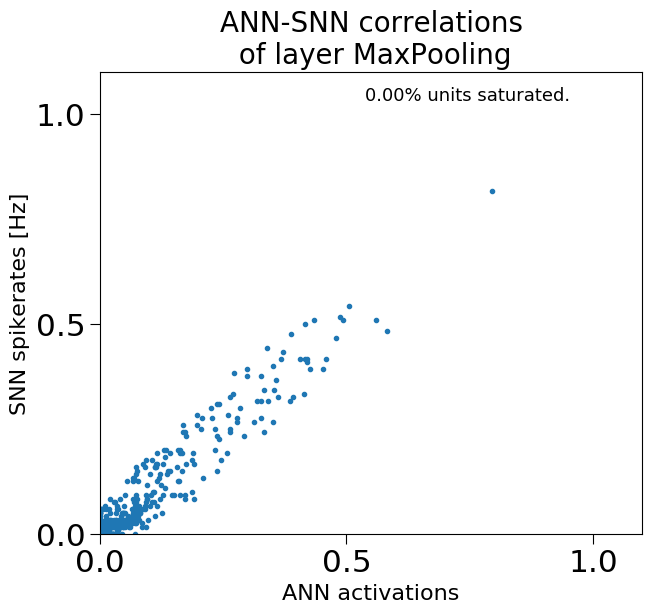 ANN-SNN correlations
of layer MaxPooling
0.00% units saturated.
1.0
0.5
0.0
SNN spikerates [Hz]
0.0 0.5 1.0
ANN activations